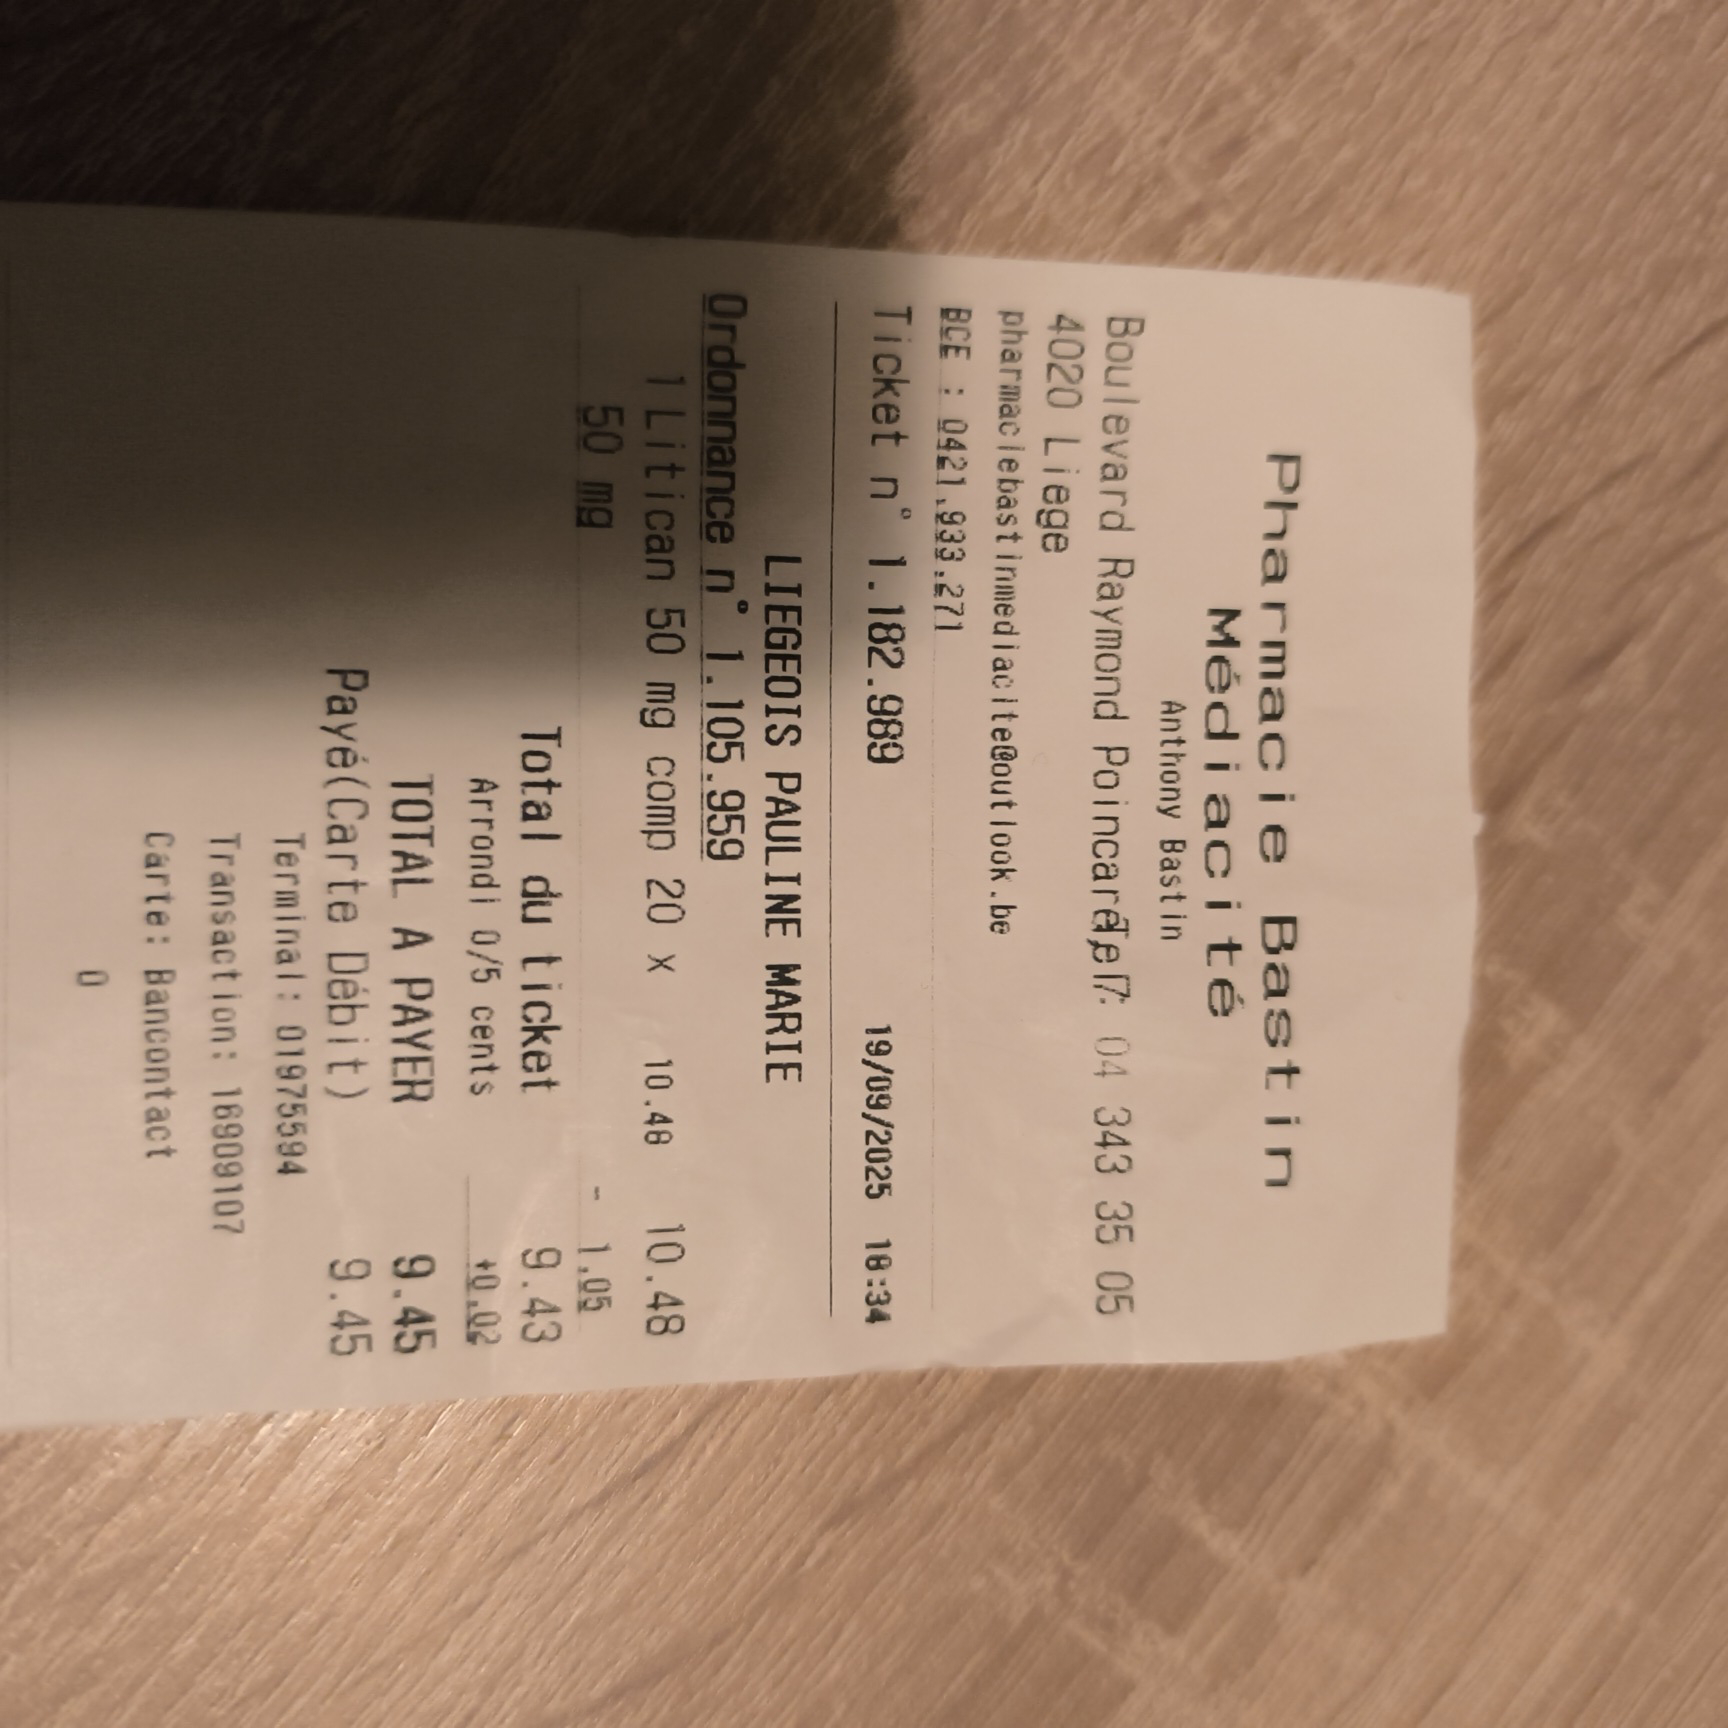 Pharmacie Bastin
Médiacité
Anthony Bastin
Boulevard Raymond Poincaré, 7: 04 343 35 05
4020 Liege
pharmaciebastinmediacite@outlook.be
BCE : 0421.933.271
Ticket n° 1.182.989 19/09/2025 18:34
LIEGEOIS PAULINE MARIE
Ordonnance n° 1.105.959
1 Litican 50 mg comp 20 x 10.48 10.48
50 mg - 1.05
Total du ticket 9.43
Arrondi 0/5 cents +0.02
TOTAL A PAYER 9.45
Payé(Carte Débit) 9.45
Terminal: 01975594
Transaction: 16909107
Carte: Bancontact
0